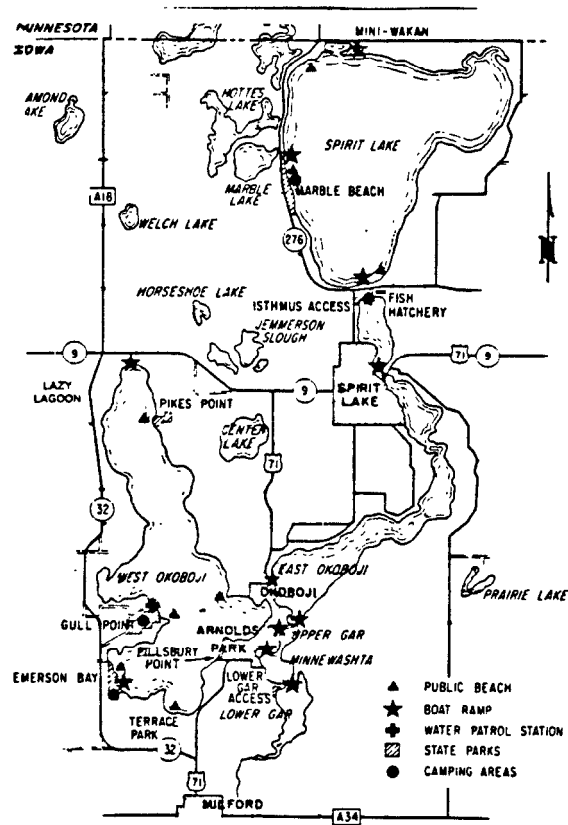 MINNESOTA
IOWA
MINI-WAKAN
HOTTES
LAKE
SPIRIT LAKE
MARBLE
LAKE
MARBLE BEACH
A18
WELCH LAKE
276
N
HORSESHOE LAKE
ISTHMUS ACCESS
FISH
HATCHERY
JEMMERSON
SLOUGH
9
71
9
LAZY
LAGOON
PIKES POINT
9
SPIRIT
LAKE
CENTER
LAKE
71
32
WEST OKOBOJI
EAST OKOBOJI
OKOBOJI
PRAIRIE LAKE
GULL POINT
ARNOLDS
PARK
UPPER GAR
PILLSBURY
POINT
MINNEWASHTA
EMERSON BAY
LOWER
GAR
ACCESS
LOWER GAR
TERRACE
PARK
32
71
MILFORD
A34
PUBLIC BEACH
BOAT RAMP
WATER PATROL STATION
STATE PARKS
CAMPING AREAS